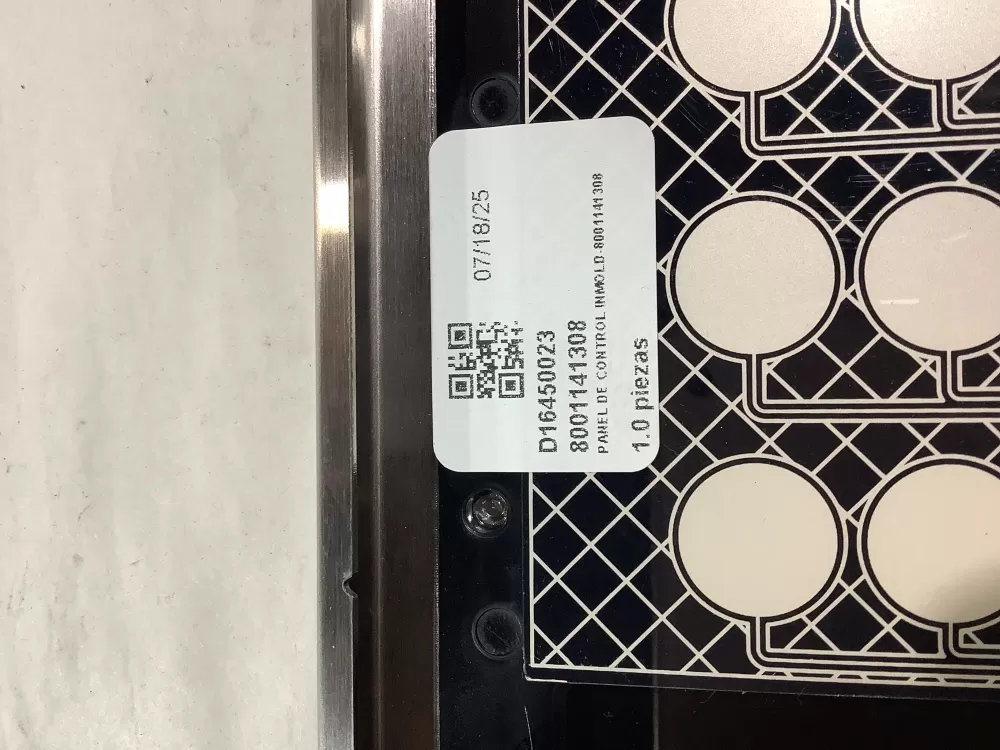 07/18/25
D16450023
8001141308
PANEL DE CONTROL INMOLD-8001141308
1.0 piezas